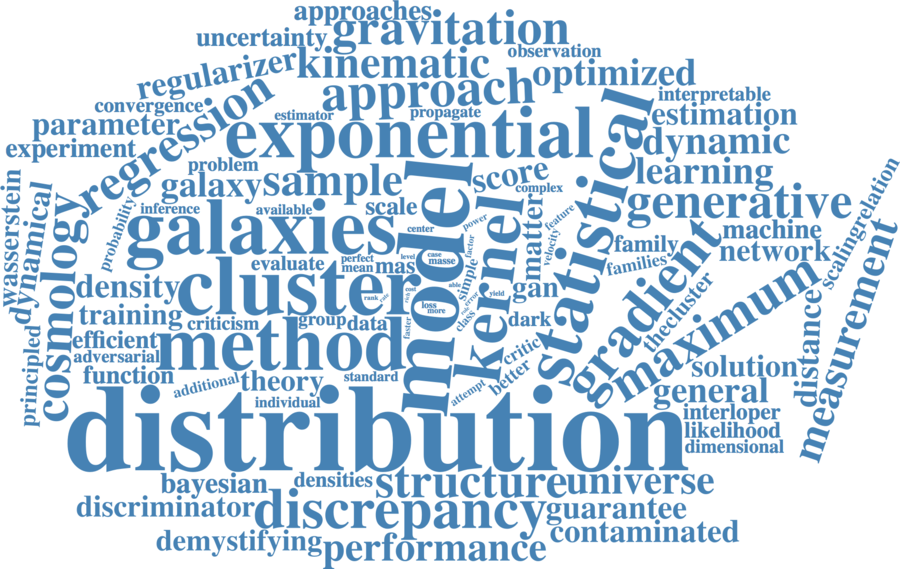 approaches
uncertainty
gravitation
observation
regularizer
kinematic
optimized
convergence
approach
interpretable
parameter
regression
estimator
propagate
estimation
experiment
exponential
dynamic
problem
learning
galaxy
sample
score
complex
statistical
generative
wasserstein
dynamical
cosmology
probability
inference
available
scale
center
power
feature
matter
machine
scalingrelation
galaxies
model
kernel
velocity
family
network
families
evaluate
perfect
mean
mas
level
case
masse
factor
simple
gan
density
cluster
rank
cost
able
error
yield
gradient
thecluster
maximum
measurement
training
criticism
group
data
loss
more
class
dark
faster
distance
principled
efficient
adversarial
method
critic
solution
function
additional
theory
standard
attempt
better
general
individual
distribution
interloper
likelihood
dimensional
bayesian
densities
structure
universe
discriminator
discrepancy
guarantee
contaminated
demystifying
performance